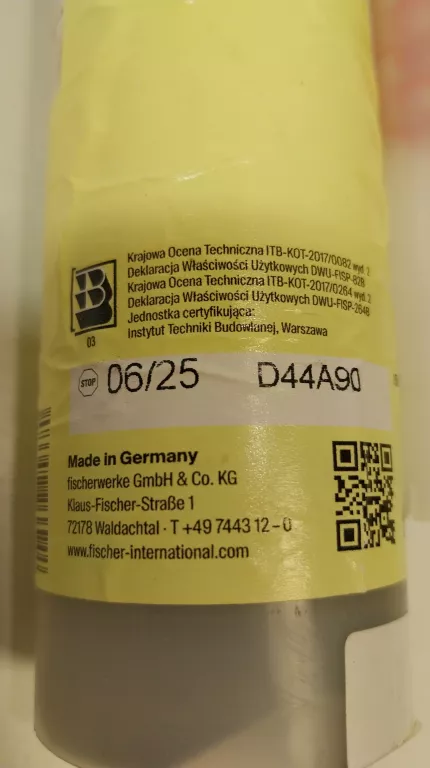 Krajowa Ocena Techniczna ITB-KOT-2017/0082 wyd. 2
Deklaracja Właściwości Użytkowych DWU-FISP-82B
Krajowa Ocena Techniczna ITB-KOT-2017/0264 wyd. 2
Deklaracja Właściwości Użytkowych DWU-FISP-264B
Jednostka certyfikująca:
Instytut Techniki Budowlanej, Warszawa
B
03
STOP 06/25 D44A90
Made in Germany
fischerwerke GmbH & Co. KG
Klaus-Fischer-Straße 1
72178 Waldachtal · T +49 7443 12 – 0
www.fischer-international.com